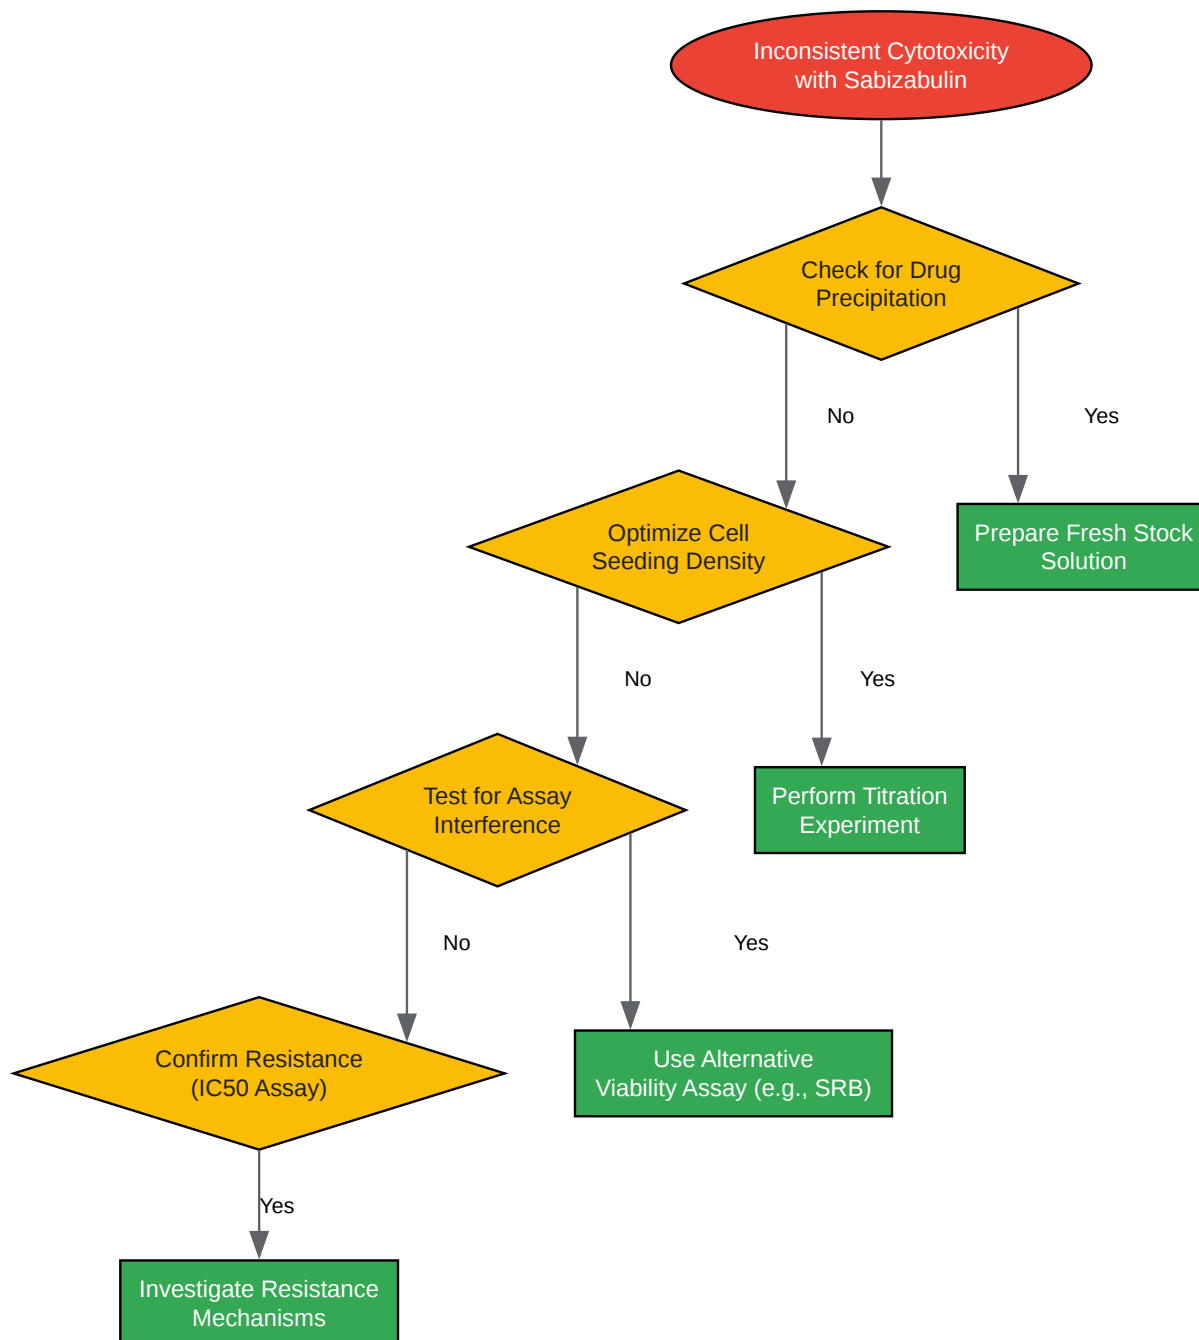 Inconsistent Cytotoxicity
with Sabizabulin
Check for Drug
Precipitation
No
Yes
Optimize Cell
Seeding Density
Prepare Fresh Stock
Solution
No
Yes
Test for Assay
Interference
Perform Titration
Experiment
No
Yes
Confirm Resistance
(IC50 Assay)
Use Alternative
Viability Assay (e.g., SRB)
Yes
Investigate Resistance
Mechanisms